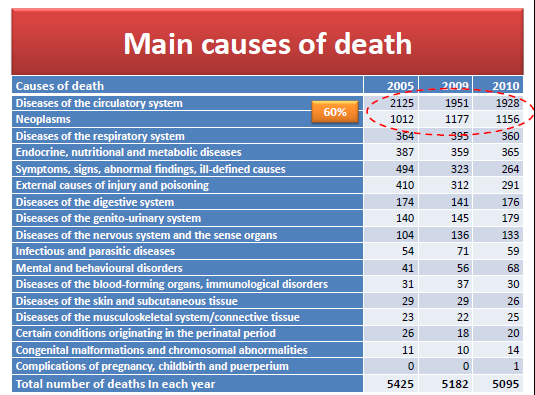 Main causes of death
Causes of death 2005 2009 2010
Diseases of the circulatory system 2125 1951 1928
60%
Neoplasms 1012 1177 1156
Diseases of the respiratory system 364 395 360
Endocrine, nutritional and metabolic diseases 387 359 365
Symptoms, signs, abnormal findings, ill-defined causes 494 323 264
External causes of injury and poisoning 410 312 291
Diseases of the digestive system 174 141 176
Diseases of the genito-urinary system 140 145 179
Diseases of the nervous system and the sense organs 104 136 133
Infectious and parasitic diseases 54 71 59
Mental and behavioural disorders 41 56 68
Diseases of the blood-forming organs, immunological disorders 31 37 30
Diseases of the skin and subcutaneous tissue 29 29 26
Diseases of the musculoskeletal system/connective tissue 23 22 25
Certain conditions originating in the perinatal period 26 18 20
Congenital malformations and chromosomal abnormalities 11 10 14
Complications of pregnancy, childbirth and puerperium 0 0 1
Total number of deaths In each year 5425 5182 5095